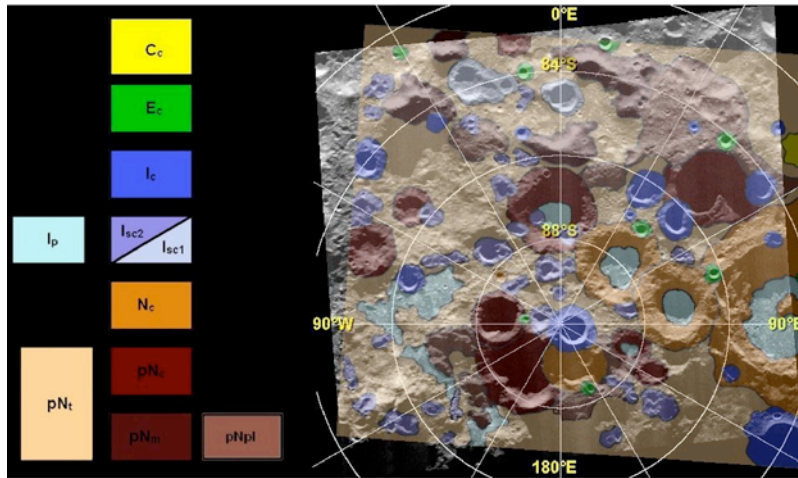 Cc
Ec
Ic
Ip
Isc2
Isc1
Nc
pNt
pNc
pNm
pNpl
0°E
84°S
88°S
90°W
90°E
180°E